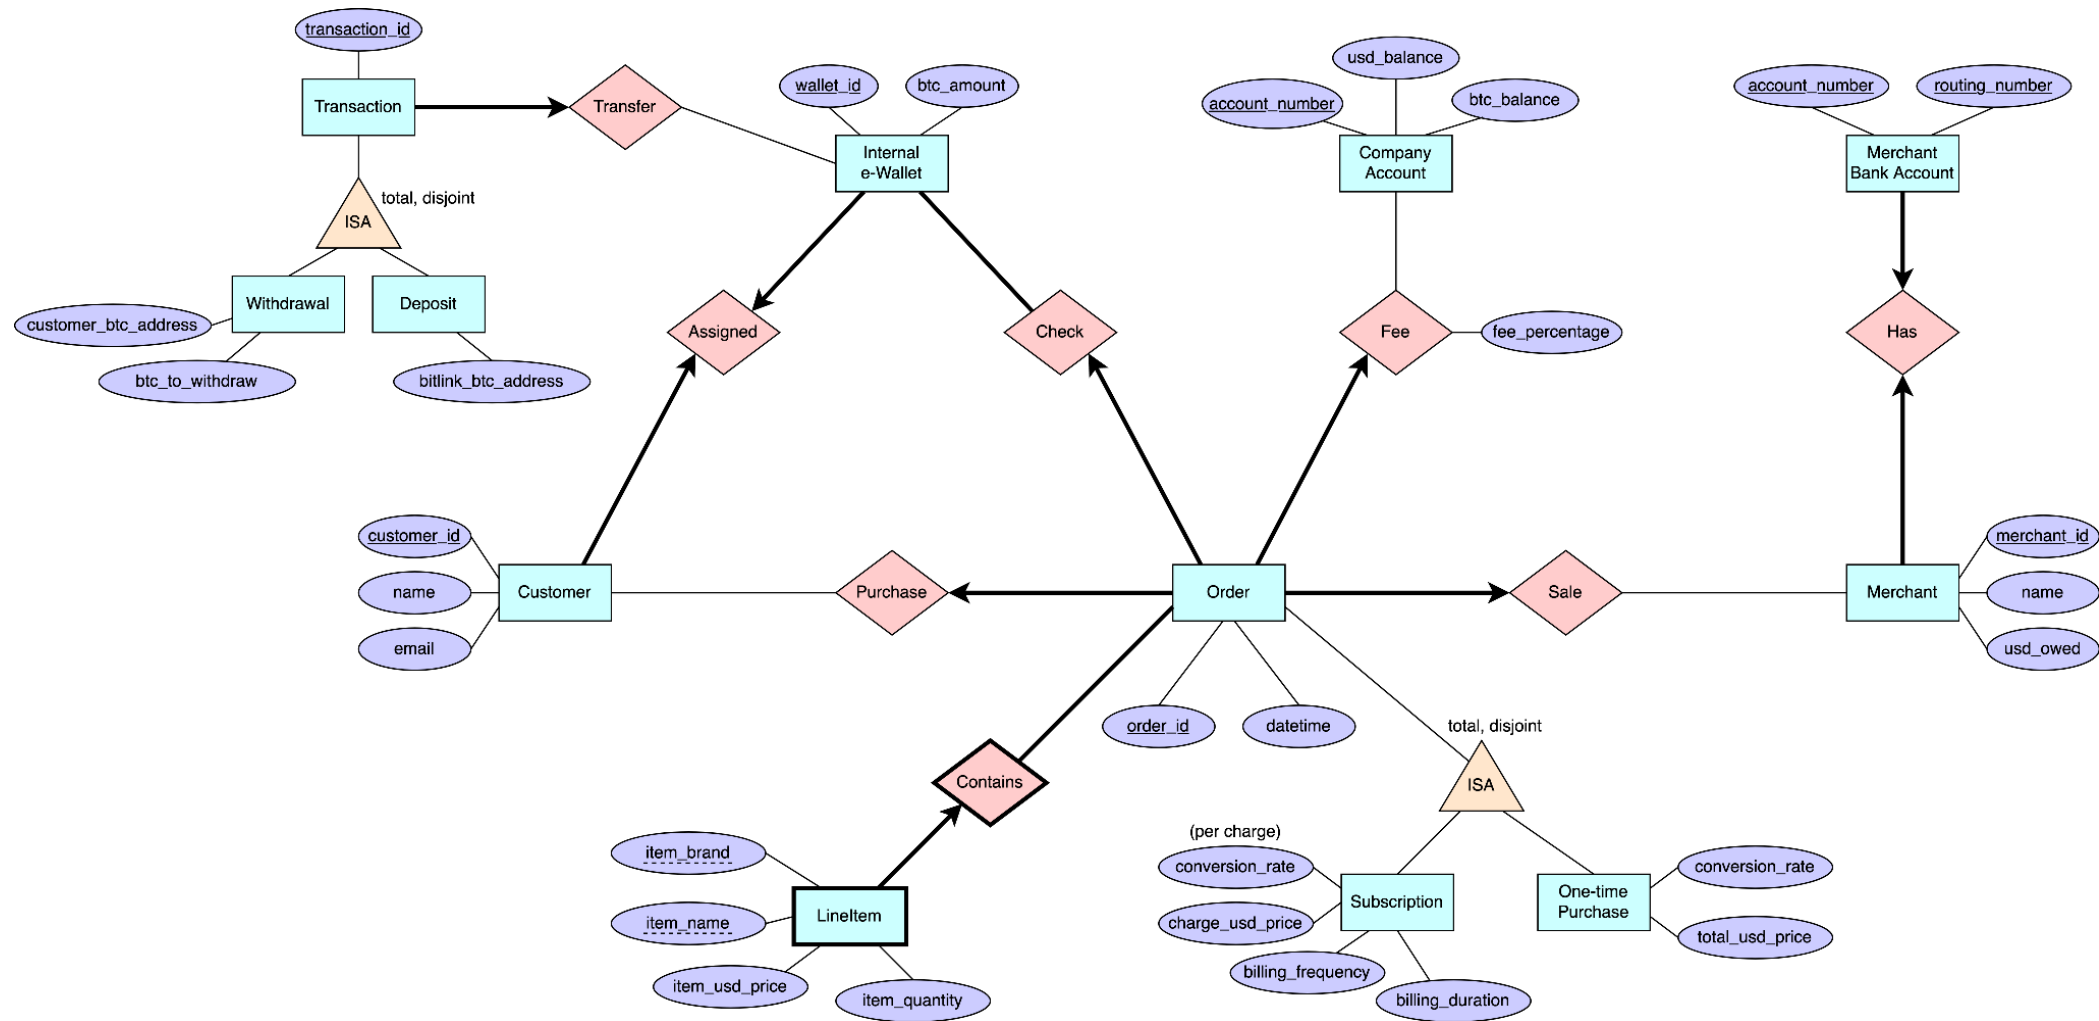 transaction_id
Transaction
Transfer
wallet_id
btc_amount
Internal
e-Wallet
usd_balance
account_number
btc_balance
Company
Account
account_number
routing_number
Merchant
Bank Account
total, disjoint
ISA
Withdrawal
Deposit
customer_btc_address
btc_to_withdraw
bitlink_btc_address
Assigned
Check
Fee
fee_percentage
Has
customer_id
name
email
Customer
Purchase
Order
Sale
Merchant
merchant_id
name
usd_owed
order_id
datetime
total, disjoint
ISA
Contains
item_brand
item_name
LineItem
item_usd_price
item_quantity
(per charge)
conversion_rate
charge_usd_price
Subscription
billing_frequency
billing_duration
One-time
Purchase
conversion_rate
total_usd_price